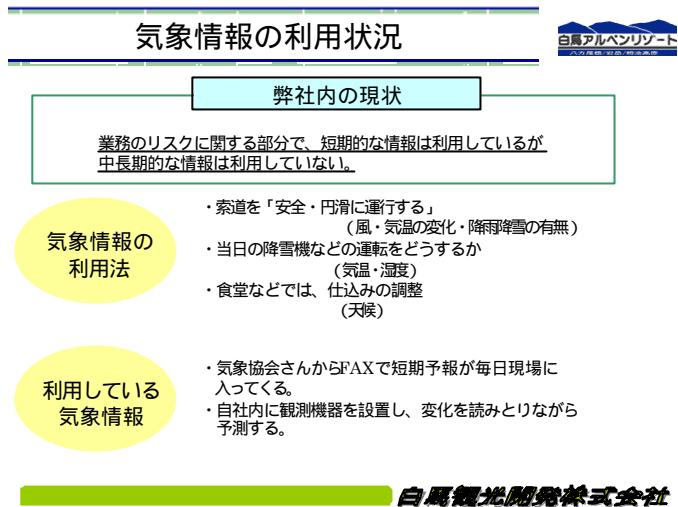 気象情報の利用状況
白馬アルペンリゾート
八方尾根/岩岳/栂池高原
弊社内の現状
業務のリスクに関する部分で、短期的な情報は利用しているが
中長期的な情報は利用していない。
気象情報の
利用法
・索道を「安全・円滑に運行する」
(風・気温の変化・降雨降雪の有無)
・当日の降雪機などの運転をどうするか
(気温・湿度)
・食堂などでは、仕込みの調整
(天候)
利用している
気象情報
・気象協会さんからFAXで短期予報が毎日現場に
入ってくる。
・自社内に観測機器を設置し、変化を読みとりながら
予測する。
白馬観光開発株式会社